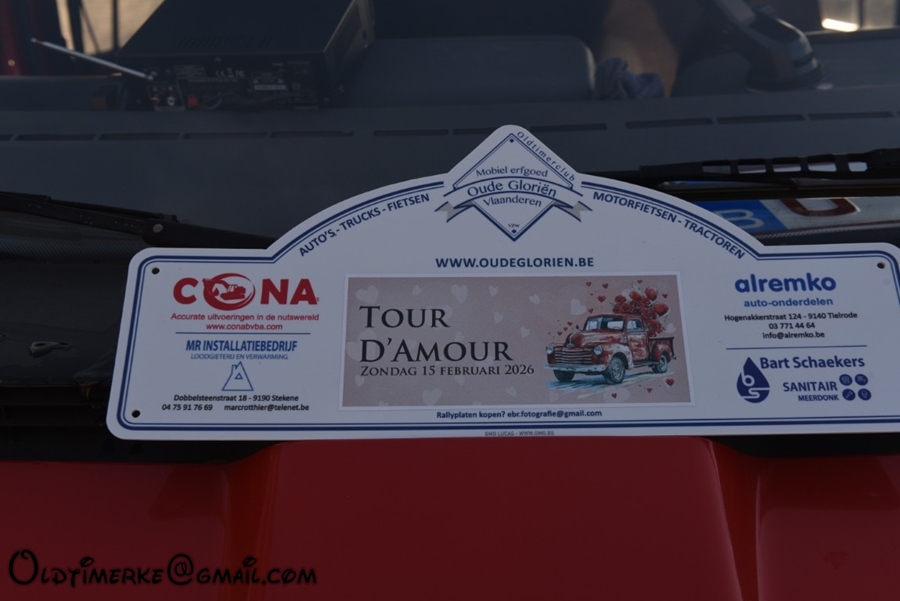 Oldtimerclub
Mobiel erfgoed
Oude Gloriën
Vlaanderen
vzw
AUTO'S - TRUCKS - FIETSEN
MOTORFIETSEN - TRACTOREN
WWW.OUDEGLORIEN.BE
CONA
Accurate uitvoeringen in de nutswereld
www.conabvba.com
MR INSTALLATIEBEDRIJF
LOODGIETERIJ EN VERWARMING
Dobbelsteenstraat 18 - 9190 Stekene
04 75 91 76 69 marcrotthier@telenet.be
TOUR
D'AMOUR
ZONDAG 15 FEBRUARI 2026
Rallyplaten kopen? ebr.fotografie@gmail.com
alremko
auto-onderdelen
Hogenakkerstraat 124 - 9140 Tielrode
03 771 44 64
info@alremko.be
Bart Schaekers
bs
SANITAIR
MEERDONK
OLDTIMERKE@GMAIL.COM